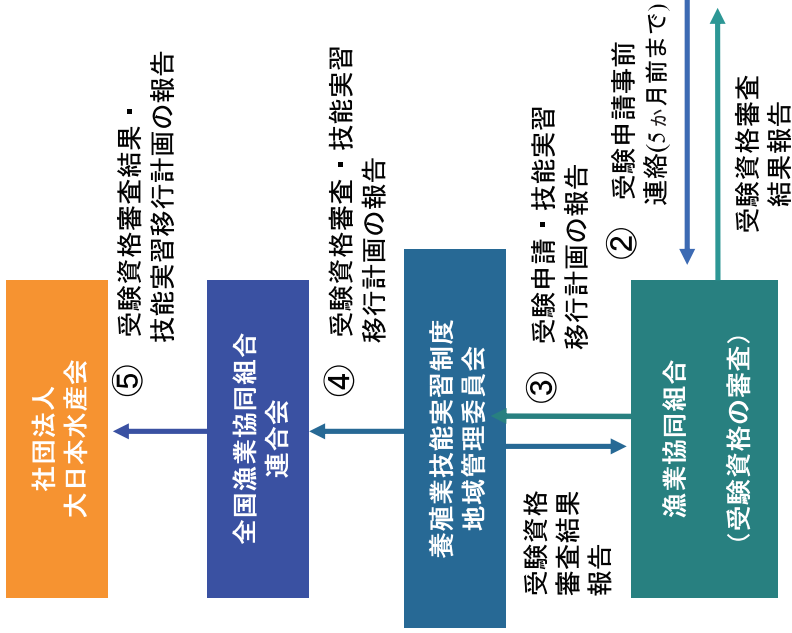 社団法人
大日本水産会
⑤
受験資格審査結果・
技能実習移行計画の報告
全国漁業協同組合
連合会
④
受験資格審査・技能実習
移行計画の報告
養殖業技能実習制度
地域管理委員会
③
受験申請・技能実習
移行計画の報告
受験資格
審査結果
報告
②
受験申請事前
連絡(5か月前まで)
漁業協同組合
(受験資格の審査)
受験資格審査
結果報告